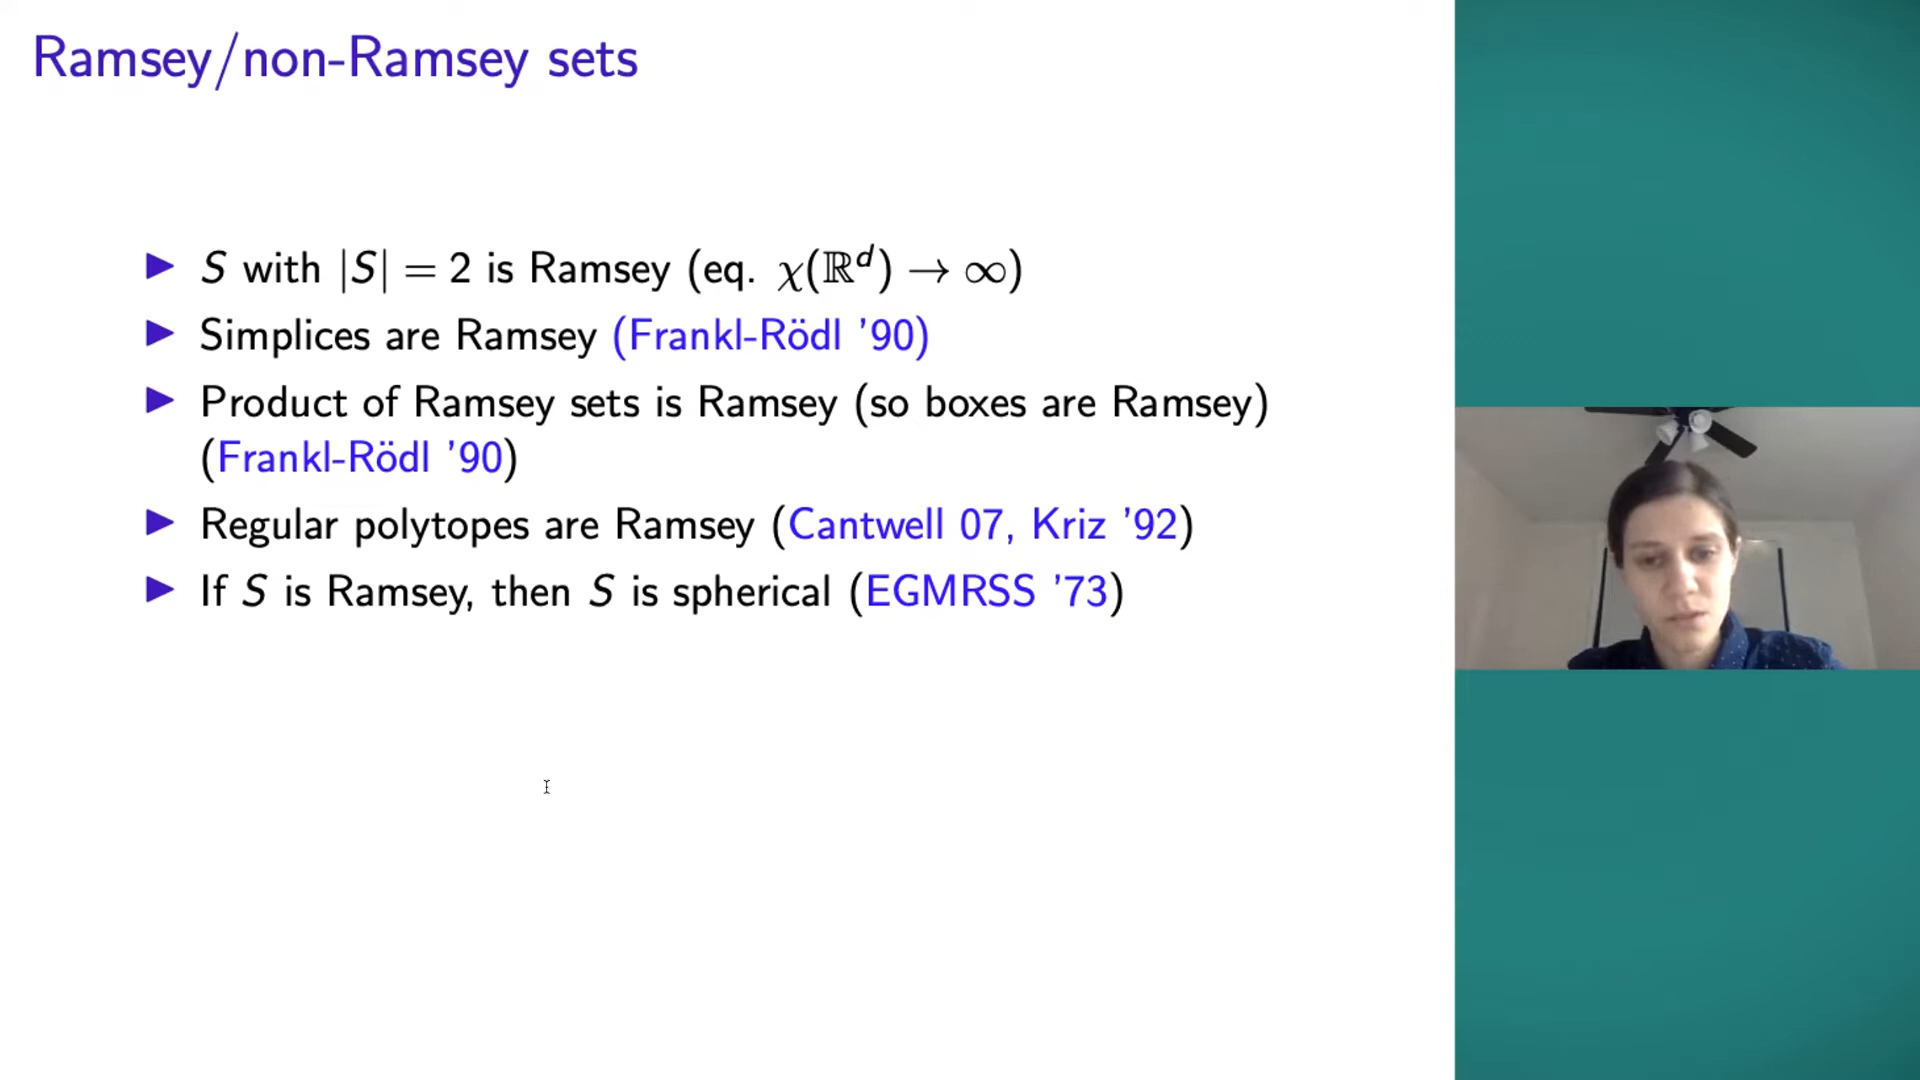 Ramsey/non-Ramsey sets
▶ S with |S| = 2 is Ramsey (eq. χ(ℝᵈ) → ∞)
▶ Simplices are Ramsey (Frankl-Rödl '90)
▶ Product of Ramsey sets is Ramsey (so boxes are Ramsey)
(Frankl-Rödl '90)
▶ Regular polytopes are Ramsey (Cantwell 07, Kriz '92)
▶ If S is Ramsey, then S is spherical (EGMRSS '73)